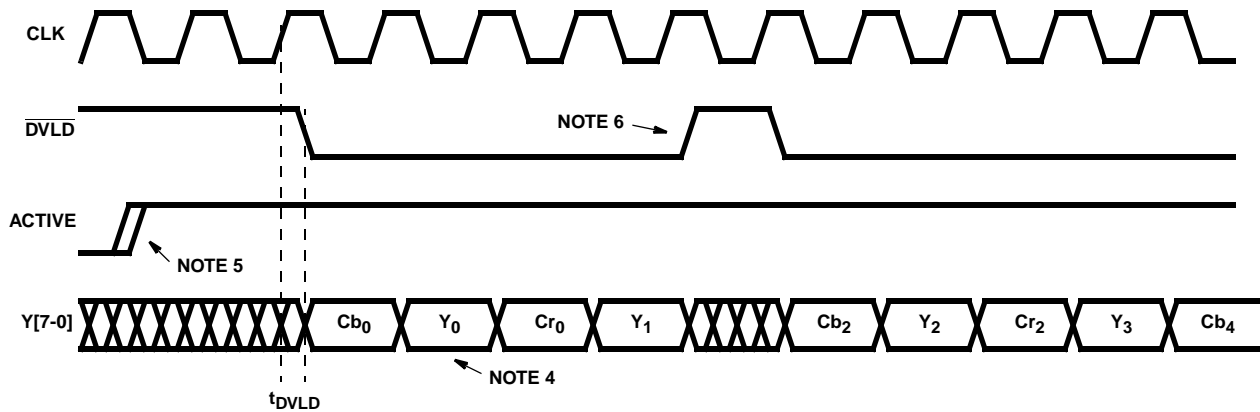 CLK
DVLD
NOTE 6
ACTIVE
NOTE 5
Y[7-0]
Cb0 Y0 Cr0 Y1 Cb2 Y2 Cr2 Y3 Cb4
NOTE 4
tDVLD